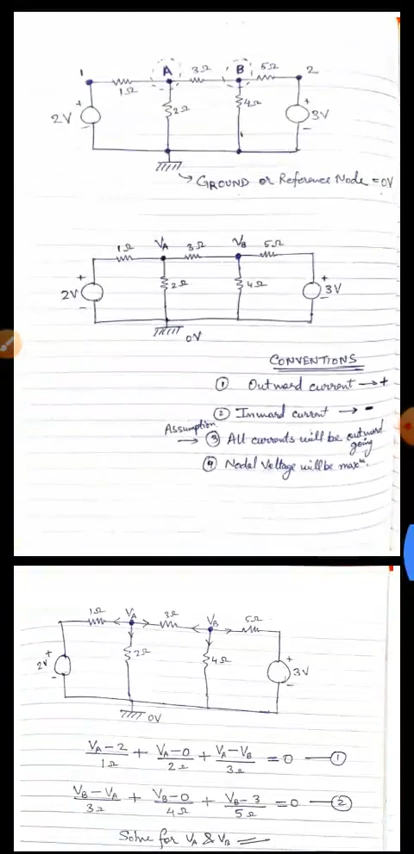 1 A 3Ω B 5Ω 2
1Ω
2V + - 2Ω 4Ω + - 3V
→ GROUND or Reference Node = 0V
1Ω VA 3Ω VB 5Ω
2V + - 2Ω 4Ω + - 3V
0V
CONVENTIONS
① Outward current → +
② Inward current → -
Assumption → ③ All currents will be outward going
④ Nodal Voltage will be maxm.
1Ω VA 3Ω VB 5Ω
2V + - 2Ω 4Ω + - 3V
0V
VA-2/1Ω + VA-0/2Ω + VA-VB/3Ω = 0 — ①
VB-VA/3Ω + VB-0/4Ω + VB-3/5Ω = 0 — ②
Solve for VA & VB =